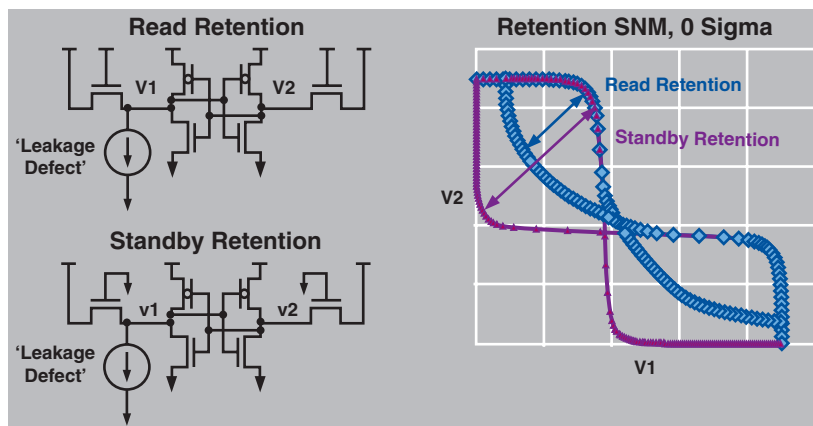 Read Retention
V1
V2
'Leakage
Defect'
Standby Retention
v1
v2
'Leakage
Defect'
Retention SNM, 0 Sigma
Read Retention
Standby Retention
V2
V1